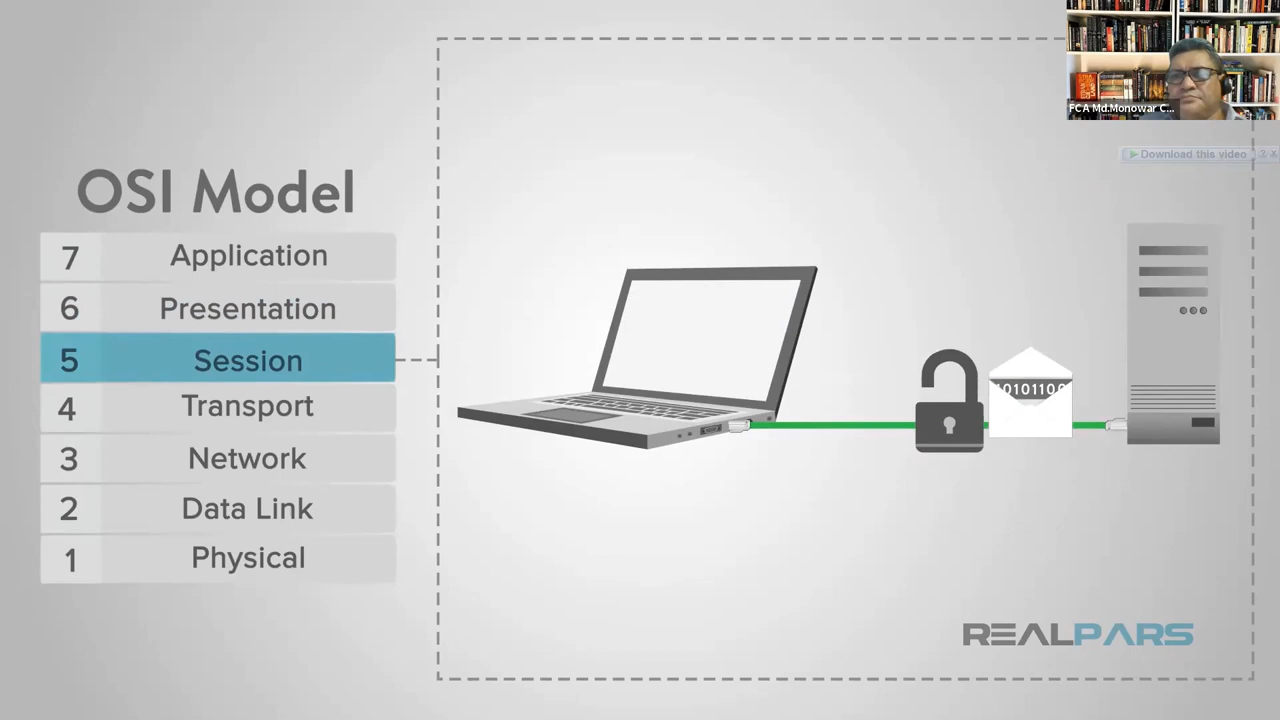 FCA Md.Monowar C...
Download this video ? X
OSI Model
7 Application
6 Presentation
5 Session
4 Transport
3 Network
2 Data Link
1 Physical
10101100
REALPARS